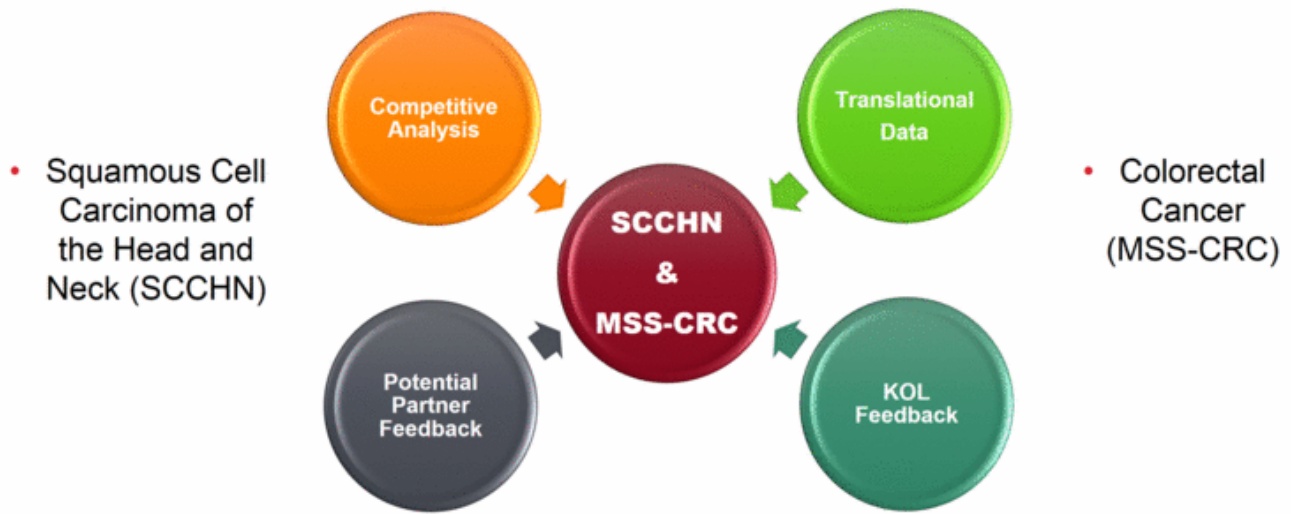 • Squamous Cell
Carcinoma of
the Head and
Neck (SCCHN)
Competitive
Analysis
Translational
Data
SCCHN
&
MSS-CRC
Potential
Partner
Feedback
KOL
Feedback
• Colorectal
Cancer
(MSS-CRC)